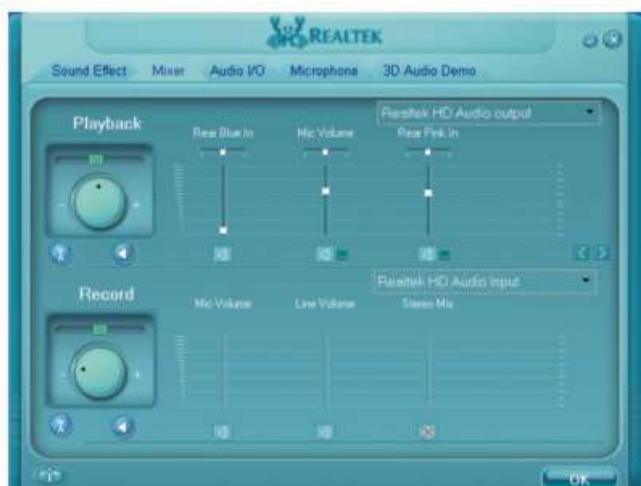 REALTEK
Sound Effect Mixer Audio I/O Microphone 3D Audio Demo
Playback
Realtek HD Audio output
Rear Blue In Mic Volume Rear Pink In
Record
Realtek HD Audio Input
Mic Volume Line Volume Stereo Mix
OK